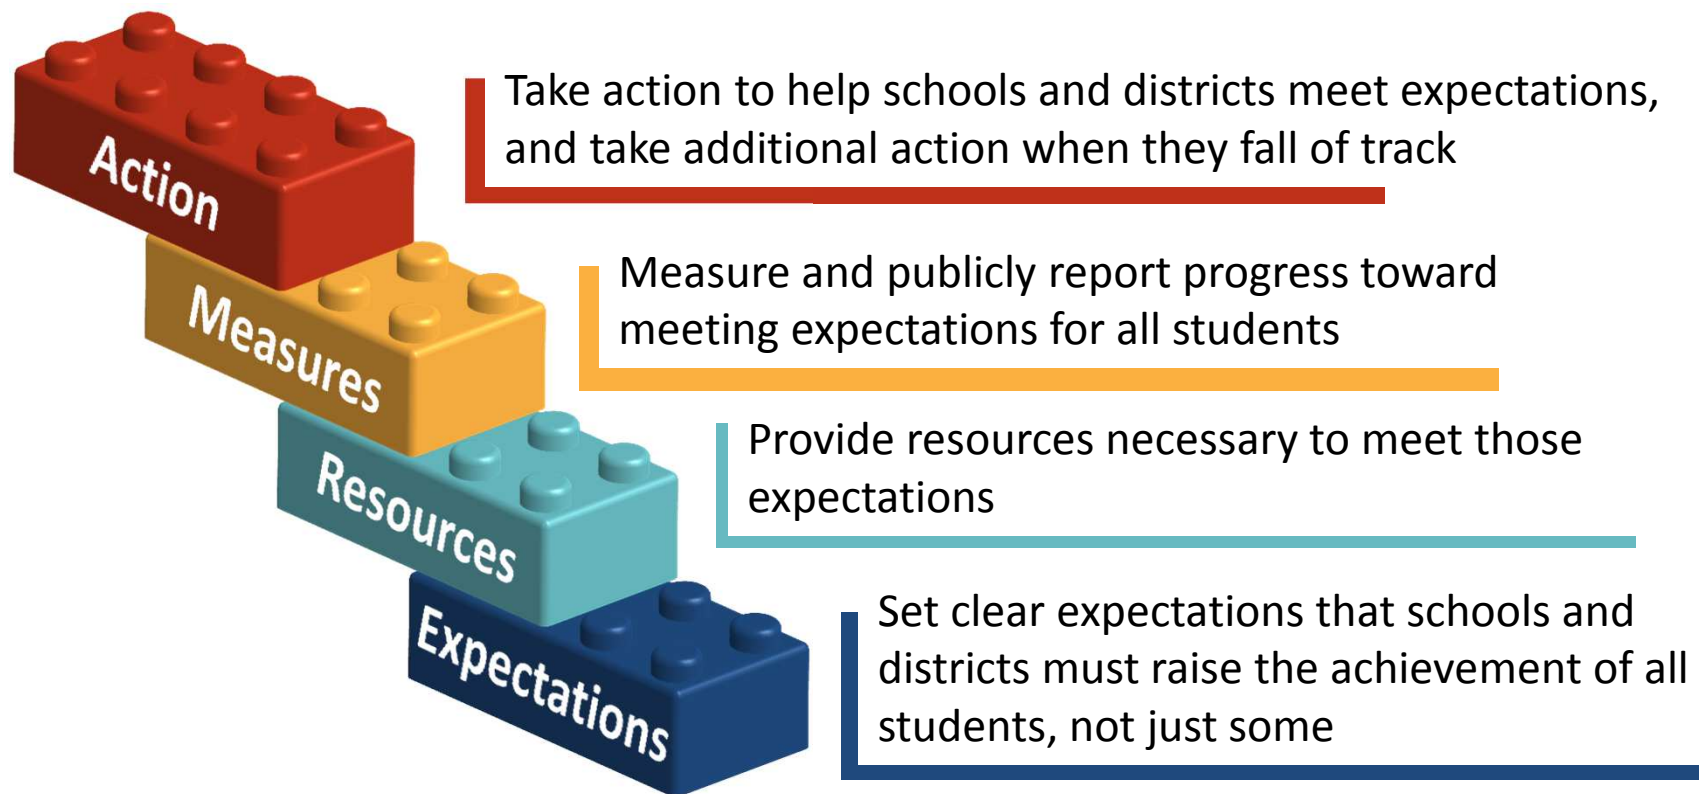 Action
Take action to help schools and districts meet expectations,
and take additional action when they fall of track
Measures
Measure and publicly report progress toward
meeting expectations for all students
Resources
Provide resources necessary to meet those
expectations
Expectations
Set clear expectations that schools and
districts must raise the achievement of all
students, not just some